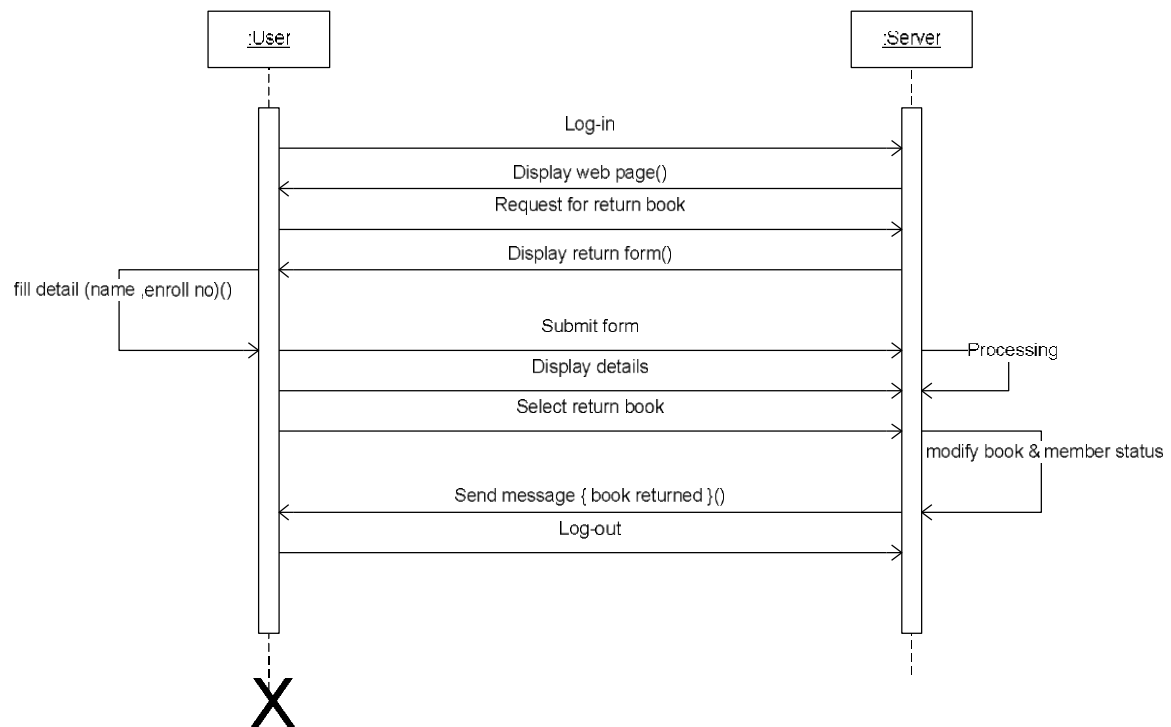 :User
:Server
Log-in
Display web page()
Request for return book
Display return form()
fill detail (name ,enroll no)()
Submit form
Processing
Display details
Select return book
modify book & member status
Send message { book returned }()
Log-out